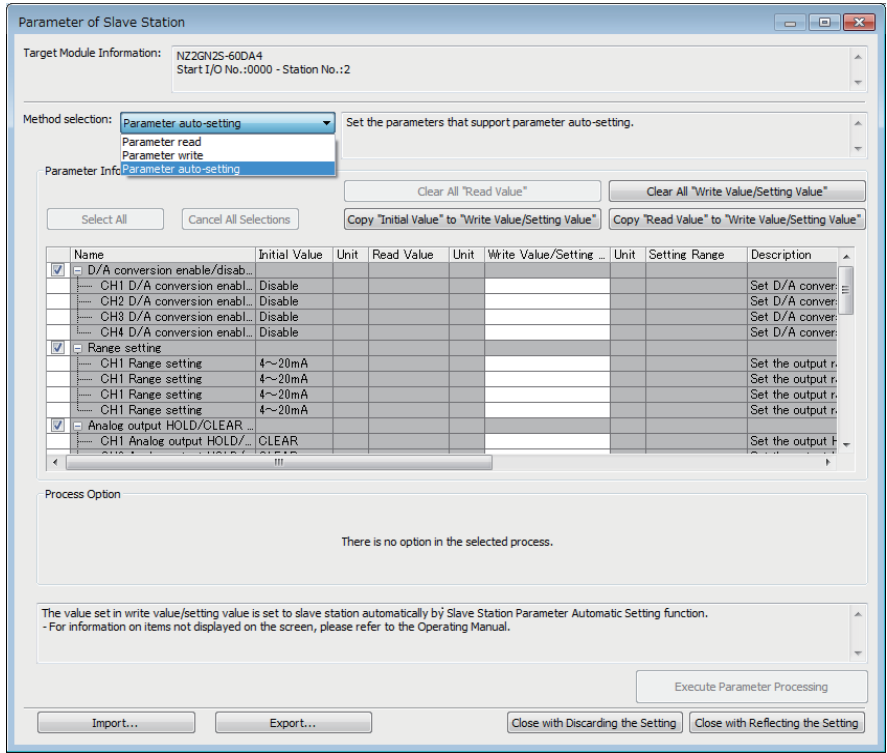 Parameter of Slave Station
Target Module Information:
NZ2GN2S-60DA4
Start I/O No.:0000 - Station No.:2
Method selection: Parameter auto-setting
Set the parameters that support parameter auto-setting.
Parameter read
Parameter write
Parameter auto-setting
Parameter Info
Clear All "Read Value" Clear All "Write Value/Setting Value"
Select All Cancel All Selections Copy "Initial Value" to "Write Value/Setting Value" Copy "Read Value" to "Write Value/Setting Value"
Name Initial Value Unit Read Value Unit Write Value/Setting ... Unit Setting Range Description
D/A conversion enable/disab...
CH1 D/A conversion enabl... Disable Set D/A conver
CH2 D/A conversion enabl... Disable Set D/A conver
CH3 D/A conversion enabl... Disable Set D/A conver
CH4 D/A conversion enabl... Disable Set D/A conver
Range setting
CH1 Range setting 4～20mA Set the output r
CH1 Range setting 4～20mA Set the output r
CH1 Range setting 4～20mA Set the output r
CH1 Range setting 4～20mA Set the output r
Analog output HOLD/CLEAR ...
CH1 Analog output HOLD/... CLEAR Set the output H
Process Option
There is no option in the selected process.
The value set in write value/setting value is set to slave station automatically by Slave Station Parameter Automatic Setting function.
- For information on items not displayed on the screen, please refer to the Operating Manual.
Execute Parameter Processing
Import... Export... Close with Discarding the Setting Close with Reflecting the Setting